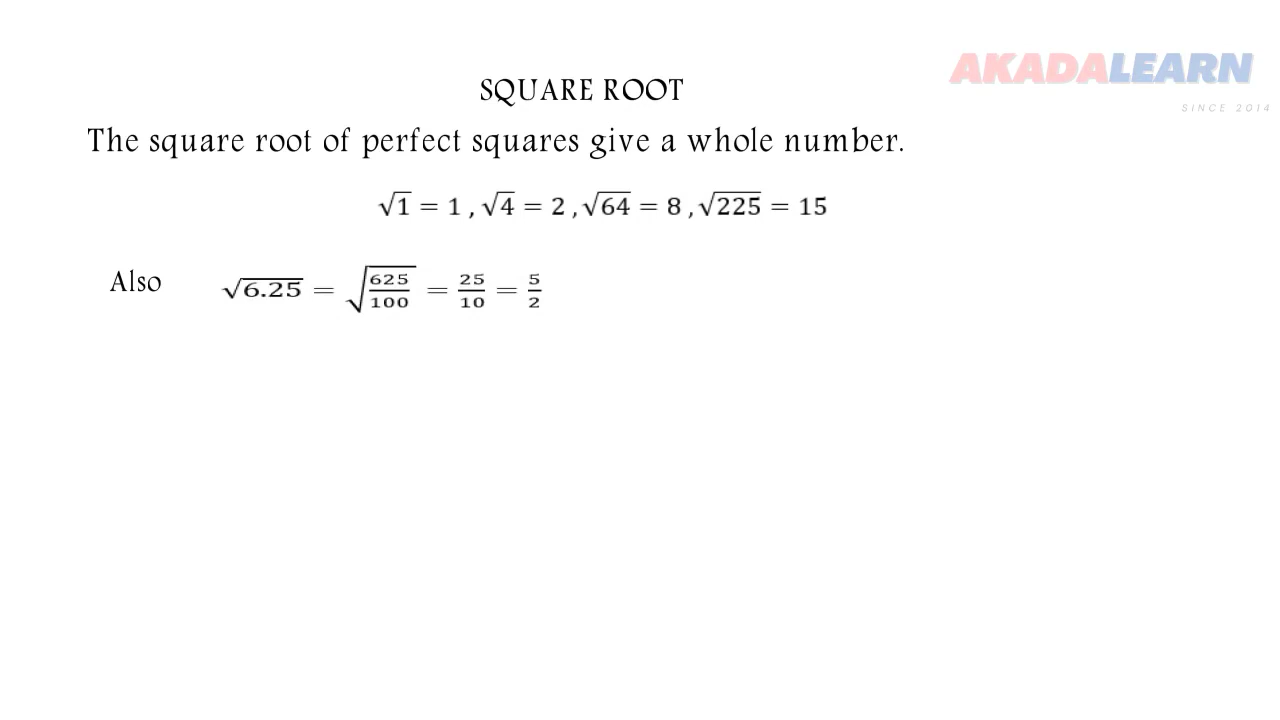 AKADALEARN
SINCE 2014
SQUARE ROOT
The square root of perfect squares give a whole number.
√1 = 1 , √4 = 2 , √64 = 8 , √225 = 15
Also √6.25 = √(625/100) = 25/10 = 5/2